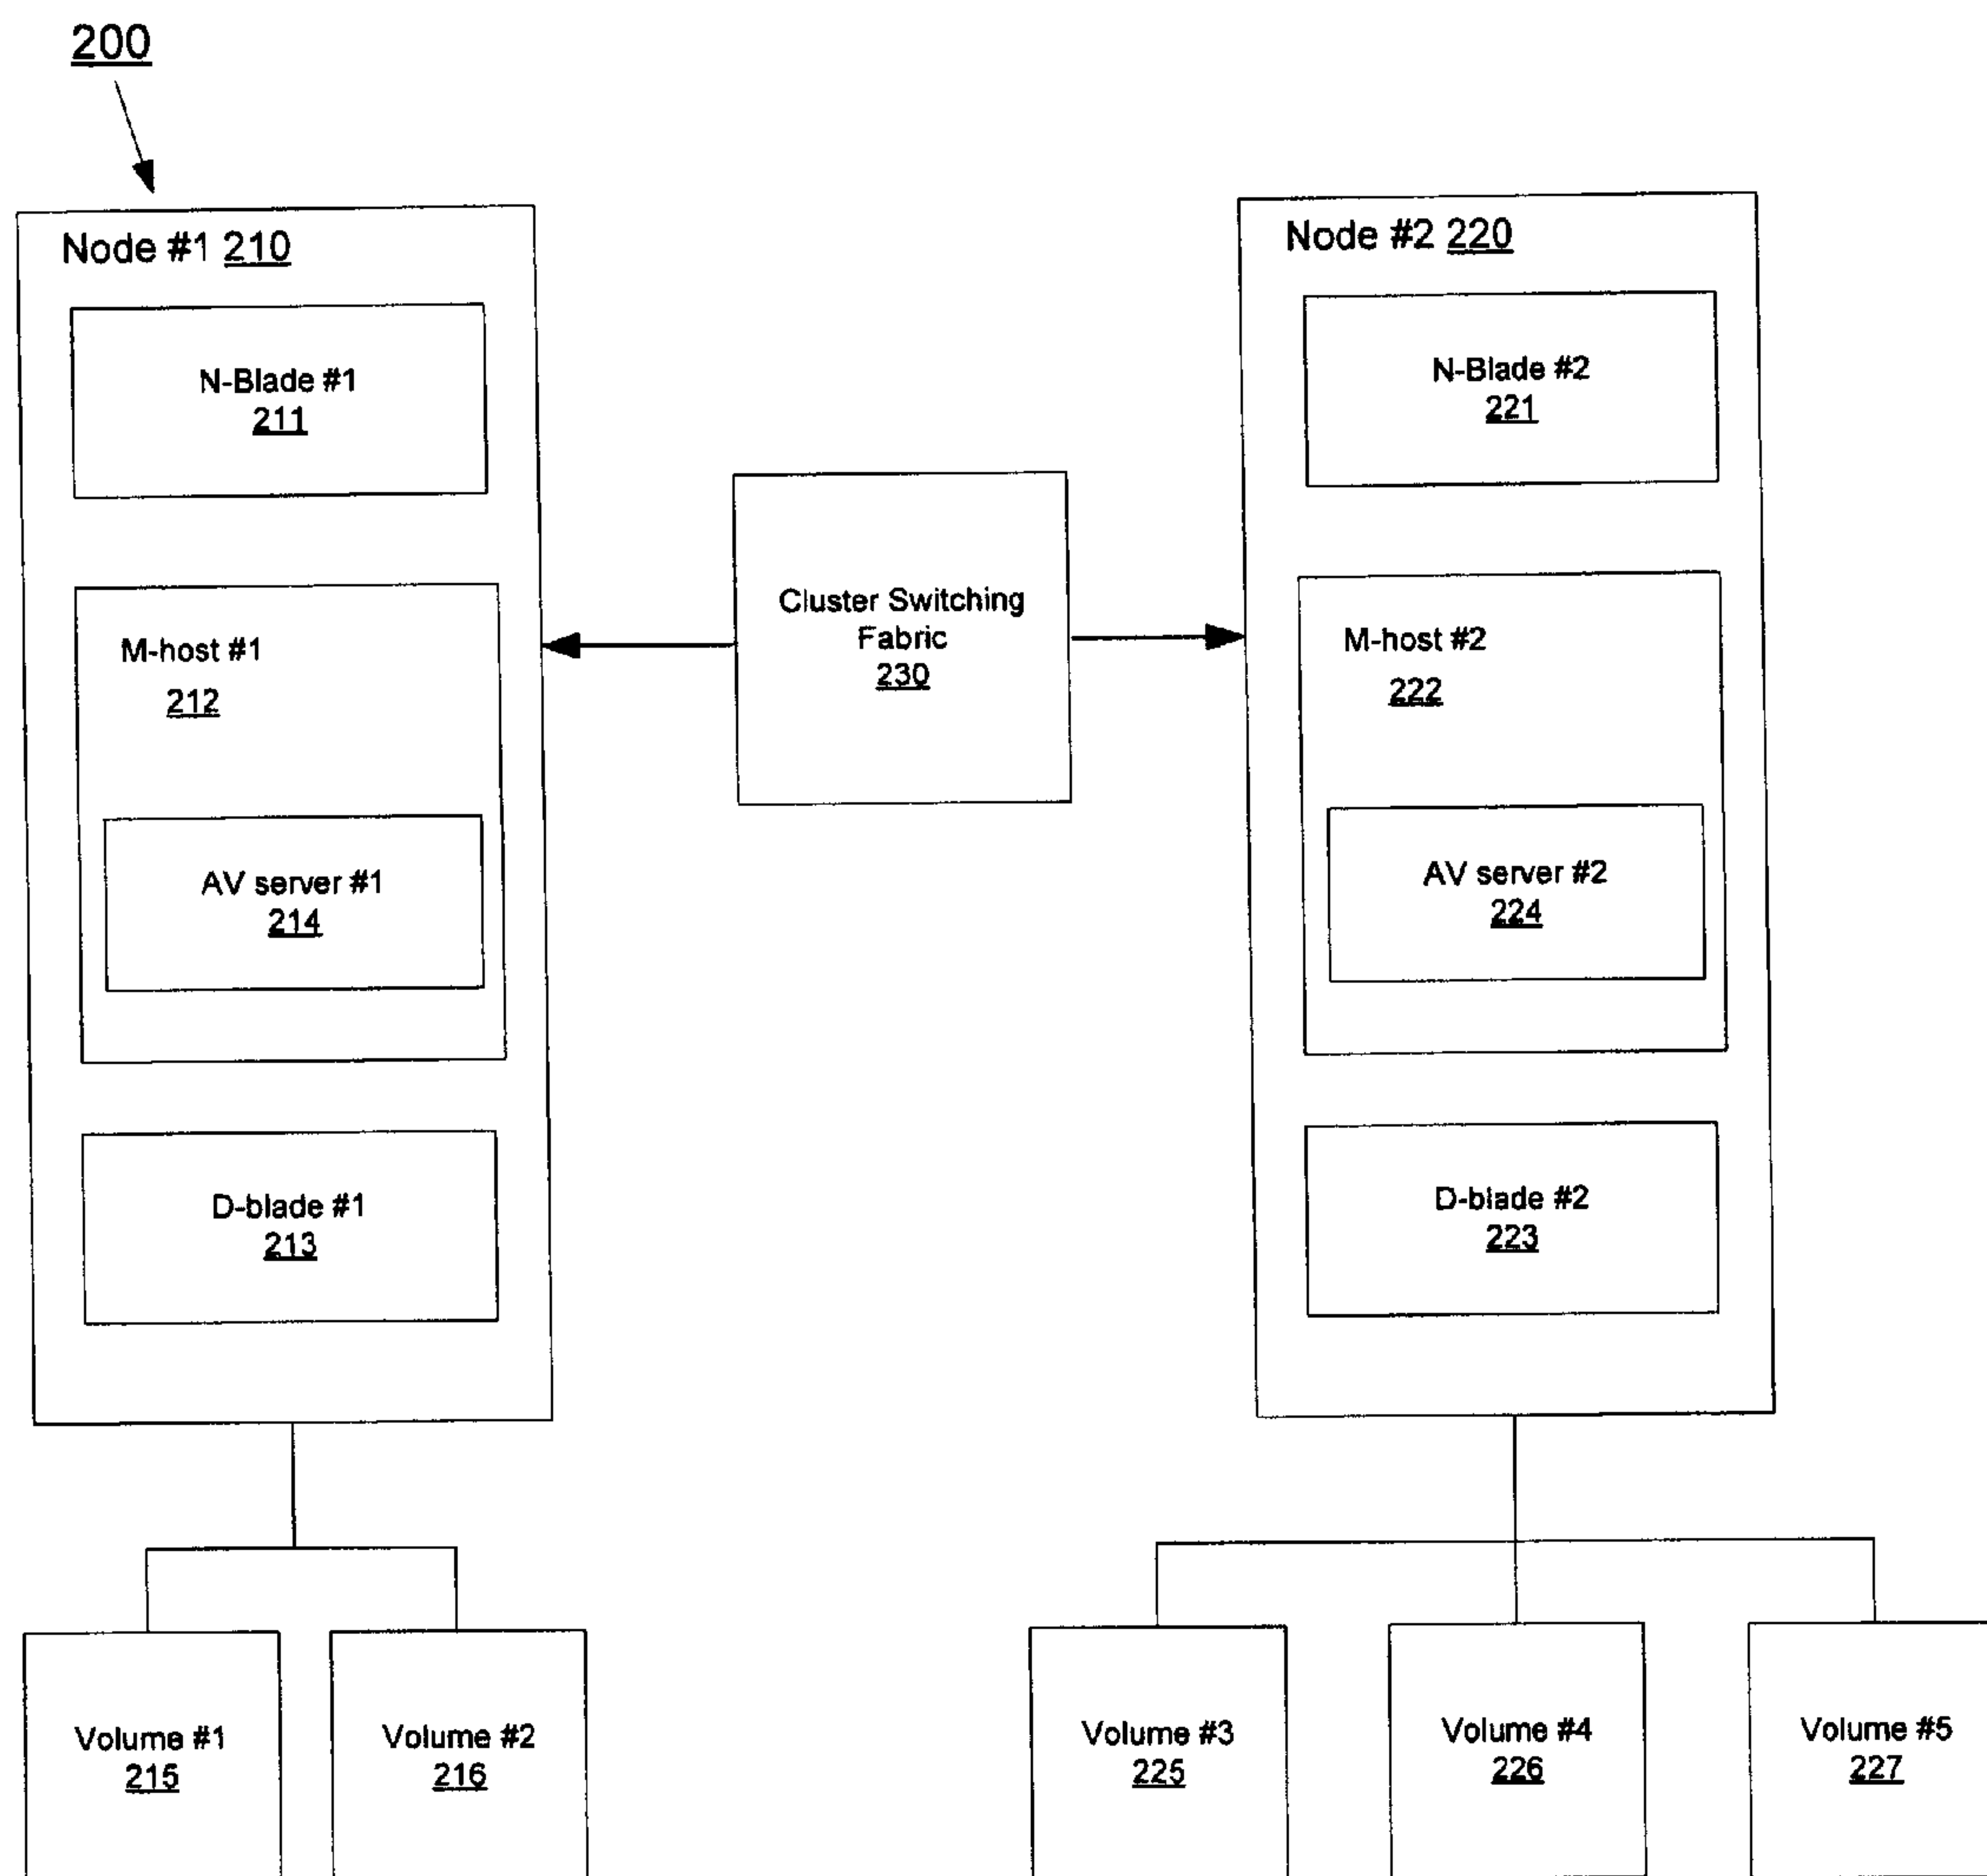 200
Node #1 210
N-Blade #1
211
M-host #1
212
AV server #1
214
D-blade #1
213
Cluster Switching
Fabric
230
Node #2 220
N-Blade #2
221
M-host #2
222
AV server #2
224
D-blade #2
223
Volume #1
215
Volume #2
216
Volume #3
225
Volume #4
226
Volume #5
227